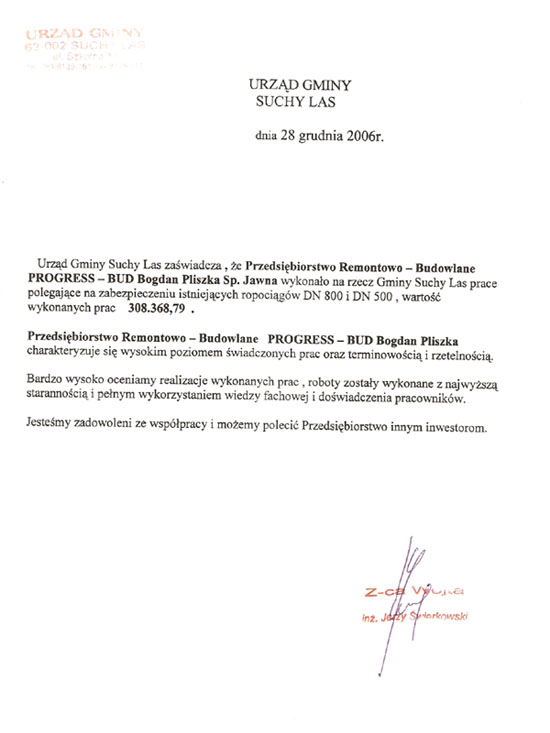 URZĄD GMINY
62-002 SUCHY LAS
ul. Szkolna
URZĄD GMINY
SUCHY LAS
dnia 28 grudnia 2006r.
Urząd Gminy Suchy Las zaświadcza , że Przedsiębiorstwo Remontowo – Budowlane
PROGRESS – BUD Bogdan Pliszka Sp. Jawna wykonało na rzecz Gminy Suchy Las prace
polegające na zabezpieczeniu istniejących ropociągów DN 800 i DN 500 , wartość
wykonanych prac 308.368,79 .
Przedsiębiorstwo Remontowo – Budowlane PROGRESS – BUD Bogdan Pliszka
charakteryzuje się wysokim poziomem świadczonych prac oraz terminowością i rzetelnością.
Bardzo wysoko oceniamy realizacje wykonanych prac , roboty zostały wykonane z najwyższą
starannością i pełnym wykorzystaniem wiedzy fachowej i doświadczenia pracowników.
Jesteśmy zadowoleni ze współpracy i możemy polecić Przedsiębiorstwo innym inwestorom.
Z-ca Wójta
inż. Jerzy Świerkowski